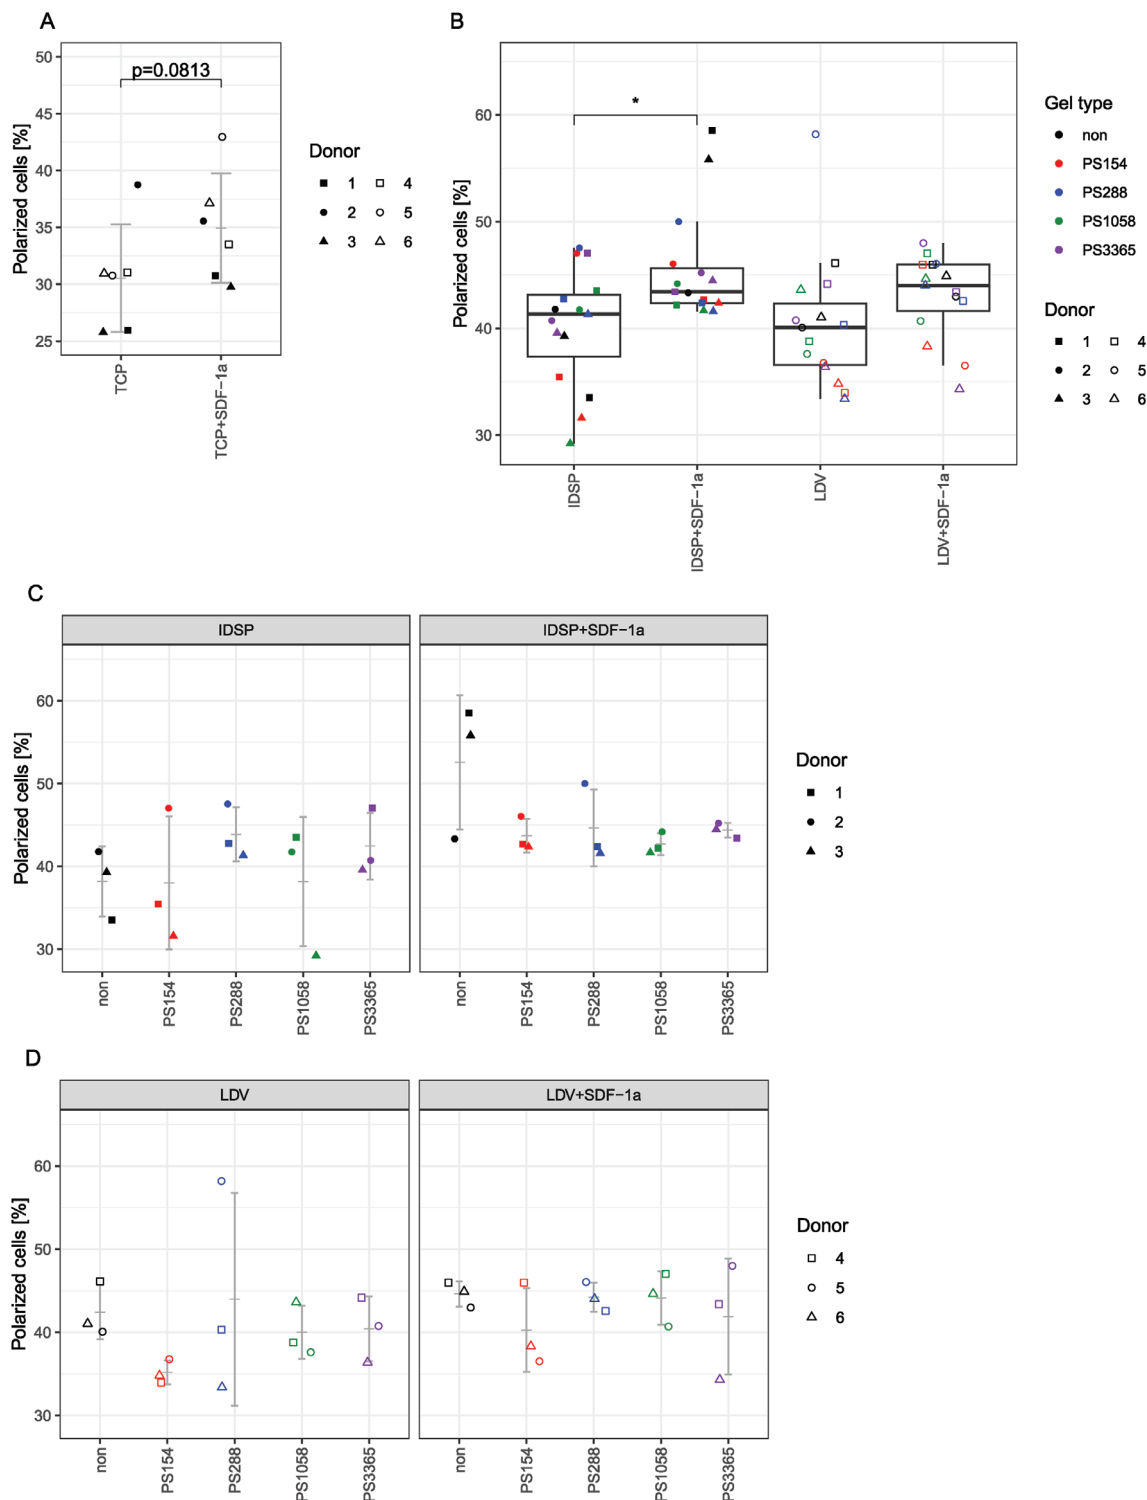 A
B
50
45
40
35
30
25
Polarized cells [%]
p=0.0813
TCP
TCP+SDF−1a
Donor
1 4
2 5
3 6
60
50
40
30
Polarized cells [%]
*
IDSP
IDSP+SDF−1a
LDV
LDV+SDF−1a
Gel type
non
PS154
PS288
PS1058
PS3365
Donor
1 4
2 5
3 6
C
IDSP
IDSP+SDF−1a
60
50
40
30
Polarized cells [%]
non
PS154
PS288
PS1058
PS3365
non
PS154
PS288
PS1058
PS3365
Donor
1
2
3
D
LDV
LDV+SDF−1a
60
50
40
30
Polarized cells [%]
non
PS154
PS288
PS1058
PS3365
non
PS154
PS288
PS1058
PS3365
Donor
4
5
6